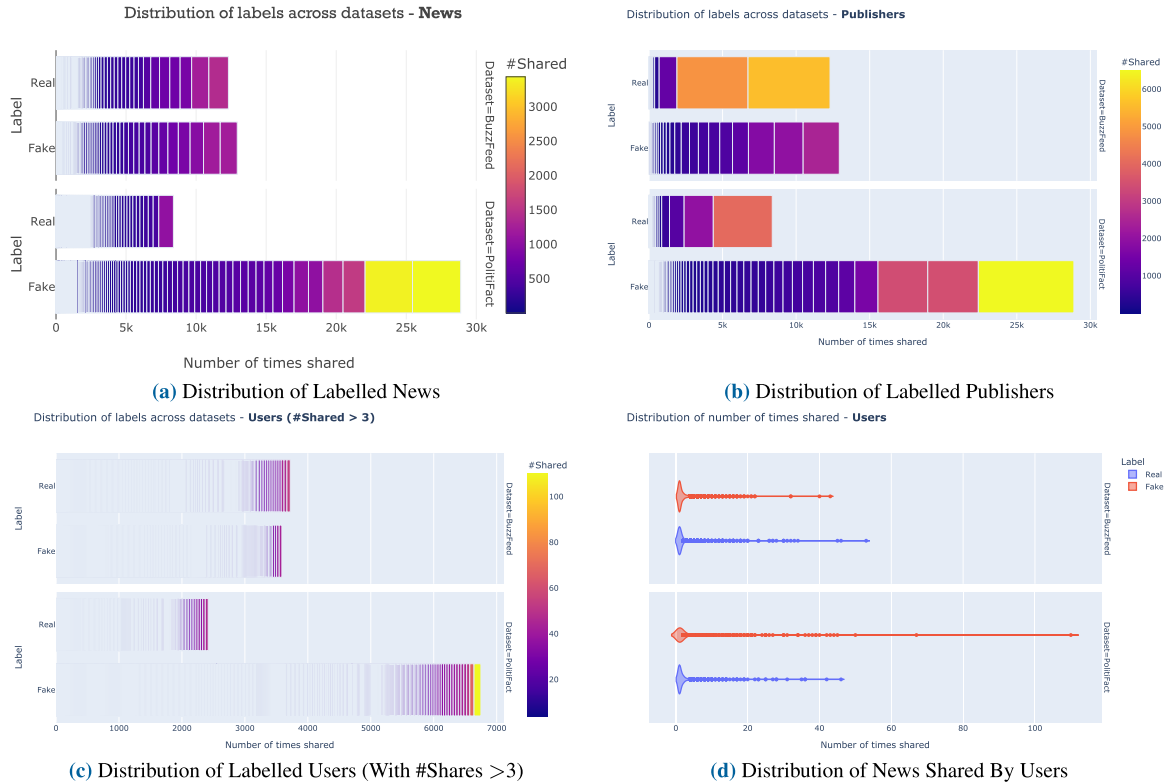 Distribution of labels across datasets - News
#Shared
Label
Real
Fake
Dataset=BuzzFeed
Label
Real
Fake
Dataset=PolitiFact
3000
2500
2000
1500
1000
500
0
5k
10k
15k
20k
25k
30k
Number of times shared
(a) Distribution of Labelled News
Distribution of labels across datasets - Publishers
#Shared
Label
Real
Fake
Dataset=BuzzFeed
Label
Real
Fake
Dataset=PolitiFact
6000
5000
4000
3000
2000
1000
0
5k
10k
15k
20k
25k
30k
Number of times shared
(b) Distribution of Labelled Publishers
Distribution of labels across datasets - Users (#Shared > 3)
#Shared
Label
Real
Fake
Dataset=BuzzFeed
Label
Real
Fake
Dataset=PolitiFact
100
80
60
40
20
0
1000
2000
3000
4000
5000
6000
7000
Number of times shared
(c) Distribution of Labelled Users (With #Shares >3)
Distribution of number of times shared - Users
Label
Real
Fake
Dataset=BuzzFeed
Dataset=PolitiFact
0
20
40
60
80
100
Number of times shared
(d) Distribution of News Shared By Users